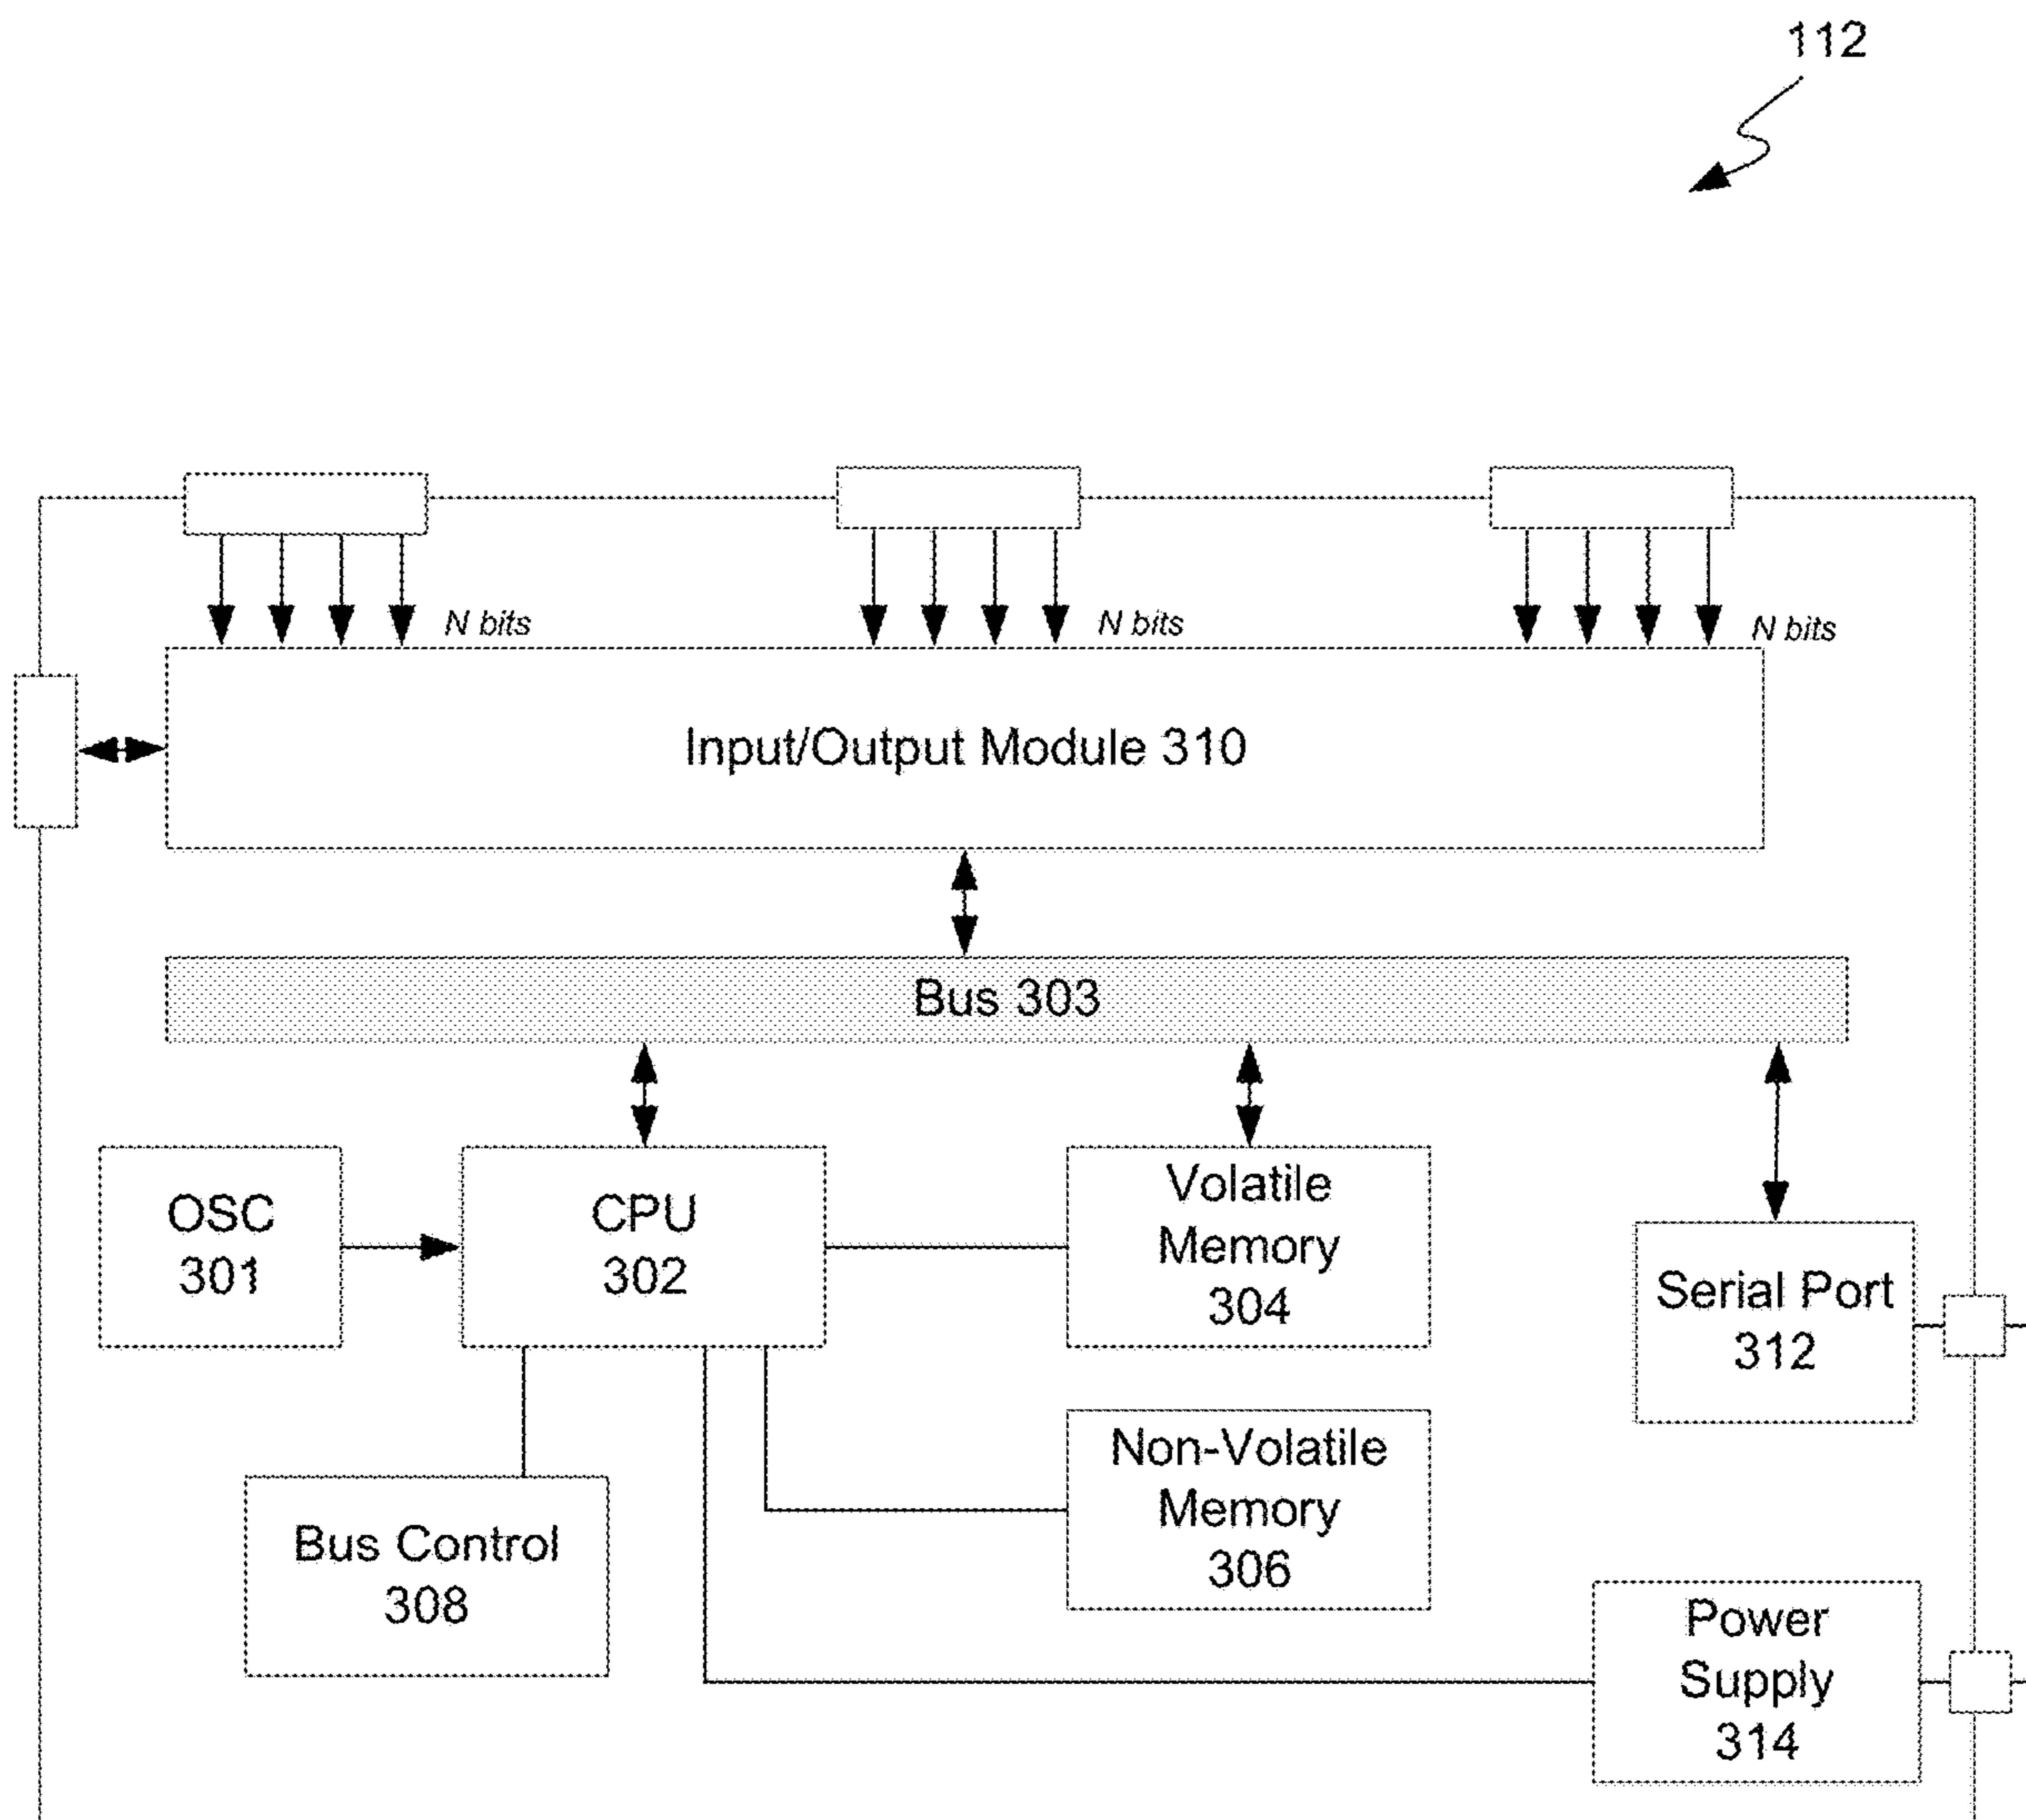 112
N bits
N bits
N bits
Input/Output Module 310
Bus 303
OSC
301
CPU
302
Volatile
Memory
304
Serial Port
312
Bus Control
308
Non-Volatile
Memory
306
Power
Supply
314